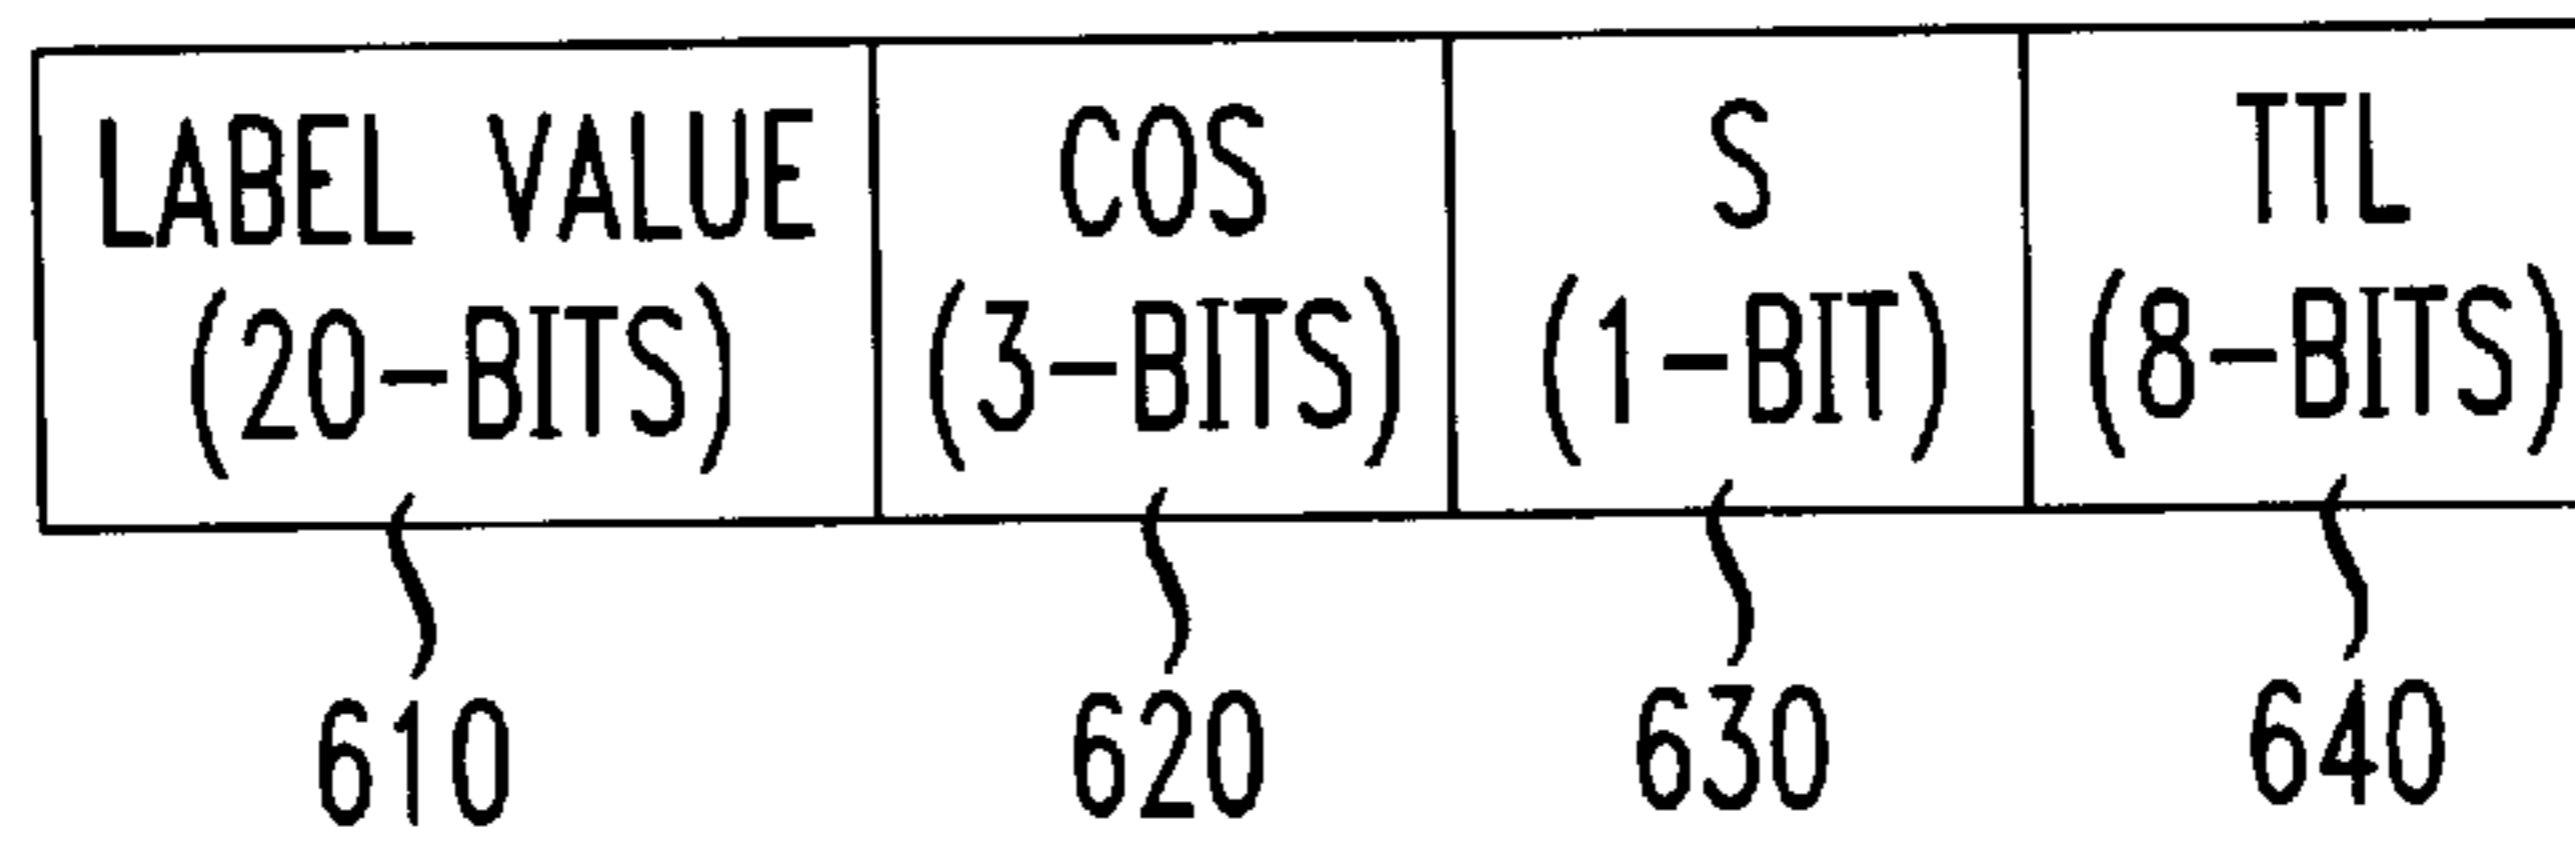 LABEL VALUE
(20-BITS)
COS
(3-BITS)
S
(1-BIT)
TTL
(8-BITS)
610
620
630
640